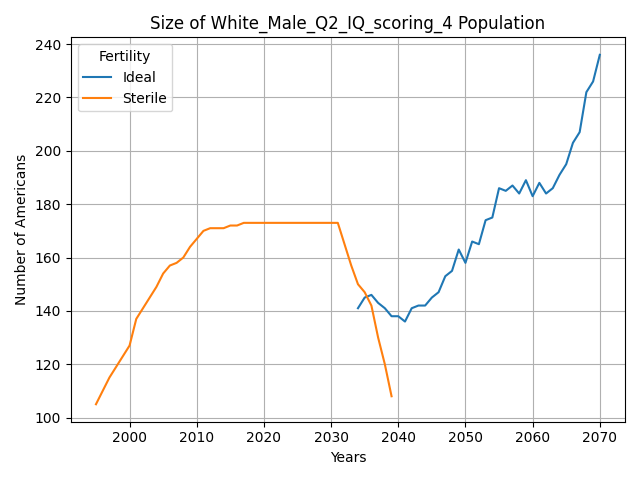 Size of White_Male_Q2_IQ_scoring_4 Population
Fertility
Ideal
Sterile
Number of Americans
240
220
200
180
160
140
120
100
2000 2010 2020 2030 2040 2050 2060 2070
Years